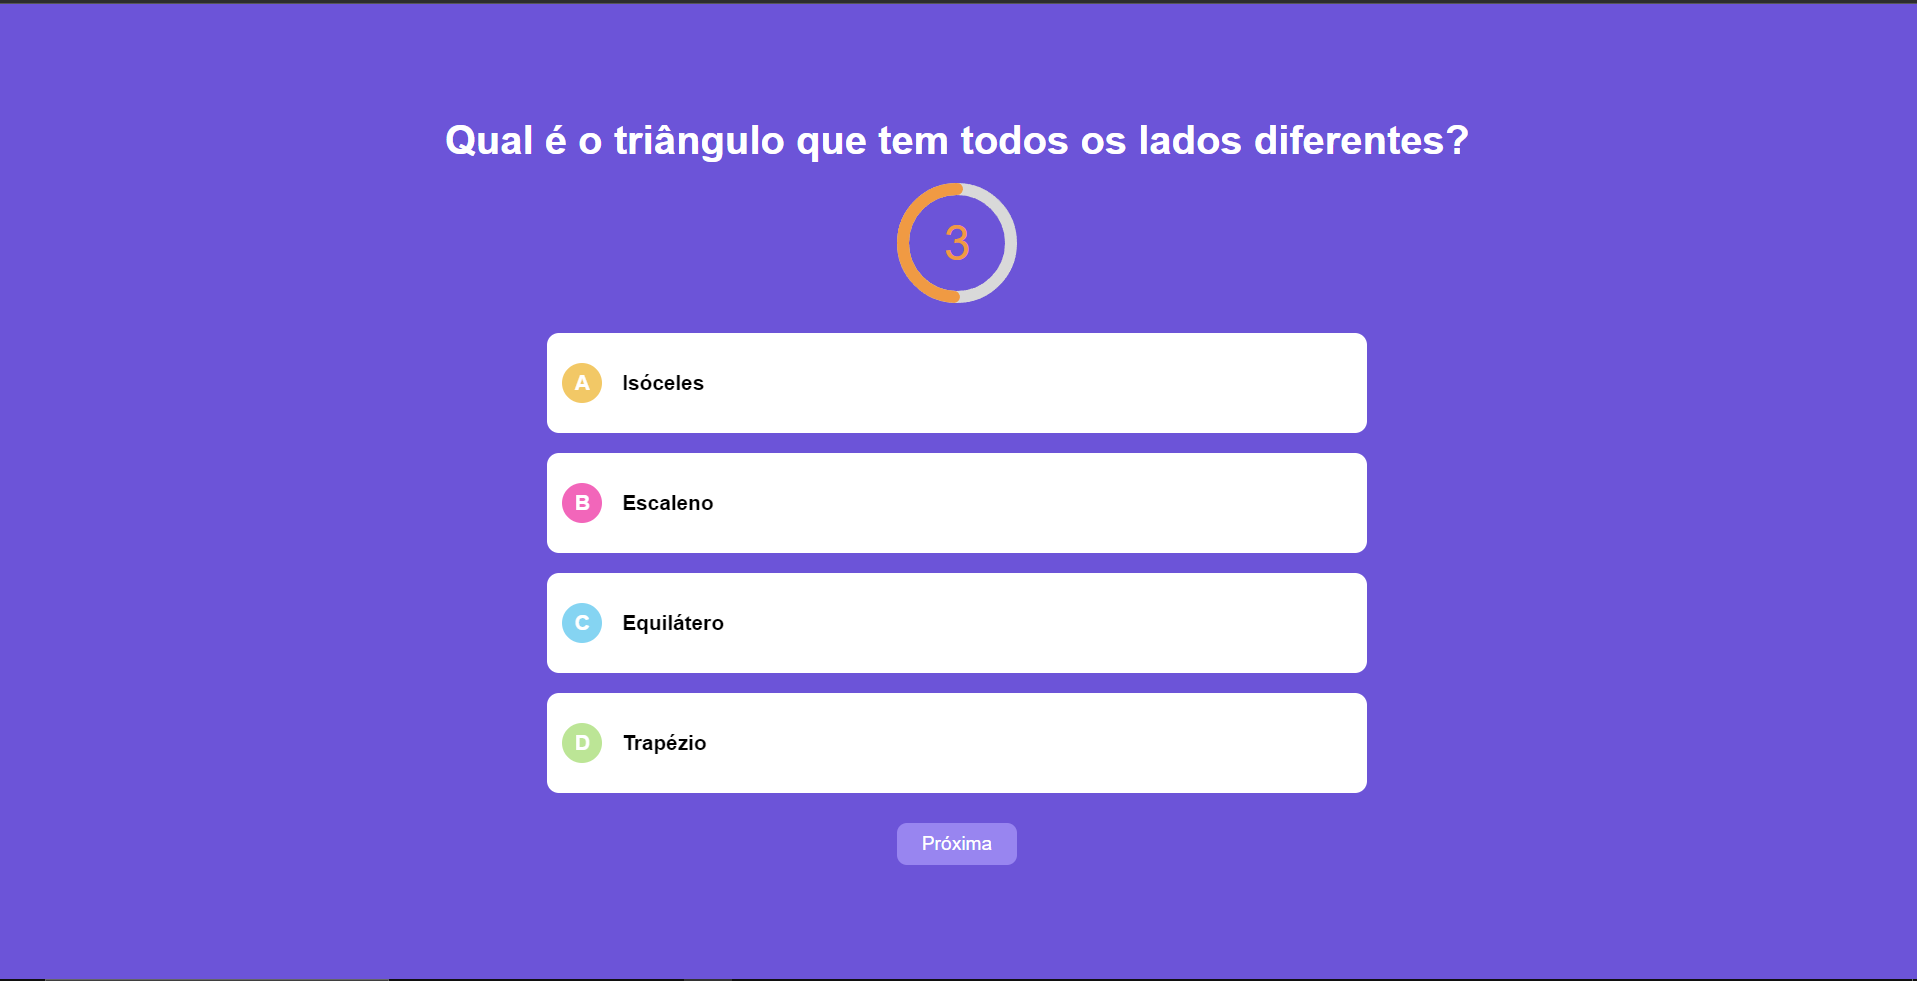 Qual é o triângulo que tem todos os lados diferentes?
3
A Isóceles
B Escaleno
C Equilátero
D Trapézio
Próxima